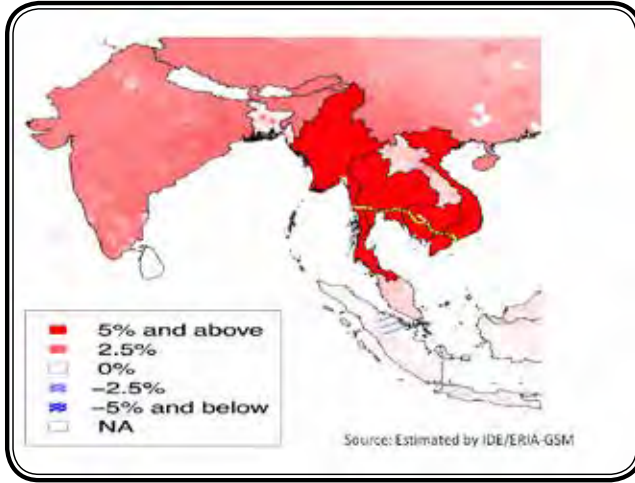 5% and above
2.5%
0%
−2.5%
−5% and below
NA
Source: Estimated by IDE/ERIA-GSM